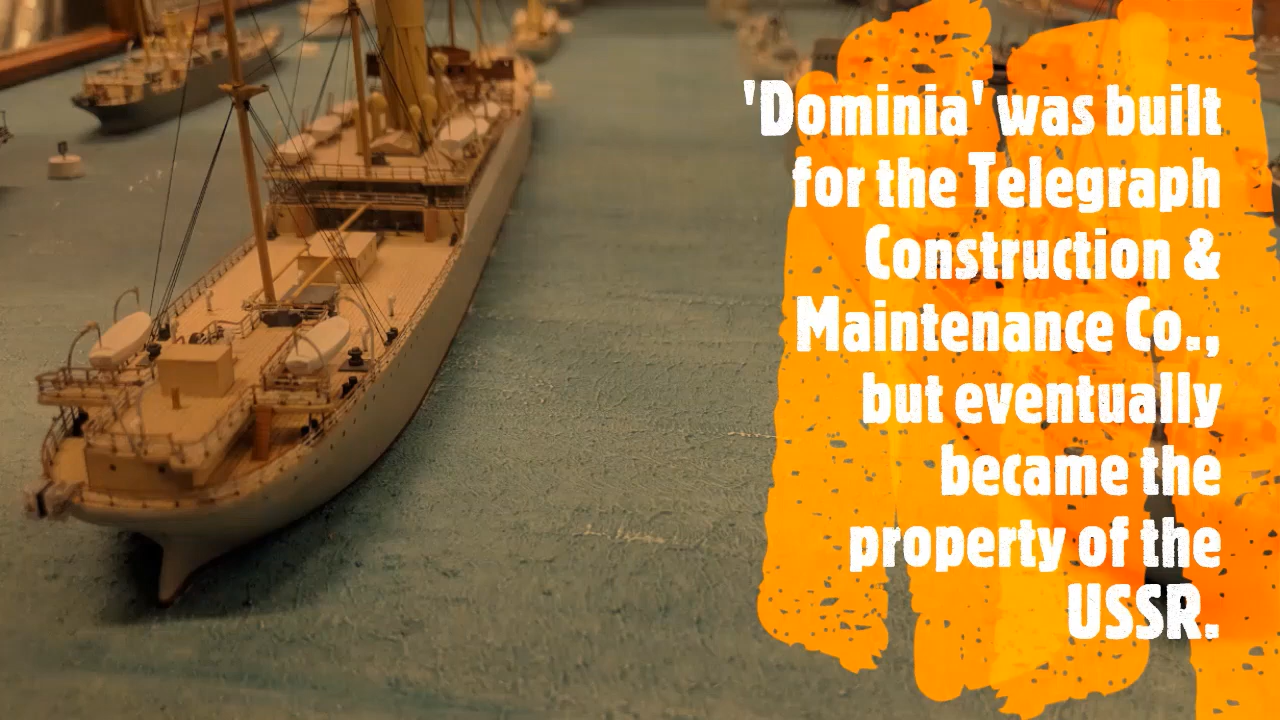 'Dominia' was built
for the Telegraph
Construction &
Maintenance Co.,
but eventually
became the
property of the
USSR.